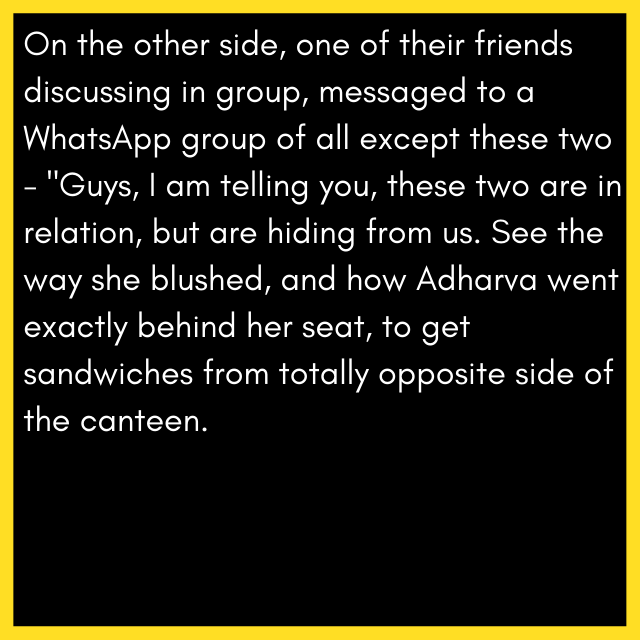 On the other side, one of their friends
discussing in group, messaged to a
WhatsApp group of all except these two
- "Guys, I am telling you, these two are in
relation, but are hiding from us. See the
way she blushed, and how Adharva went
exactly behind her seat, to get
sandwiches from totally opposite side of
the canteen.